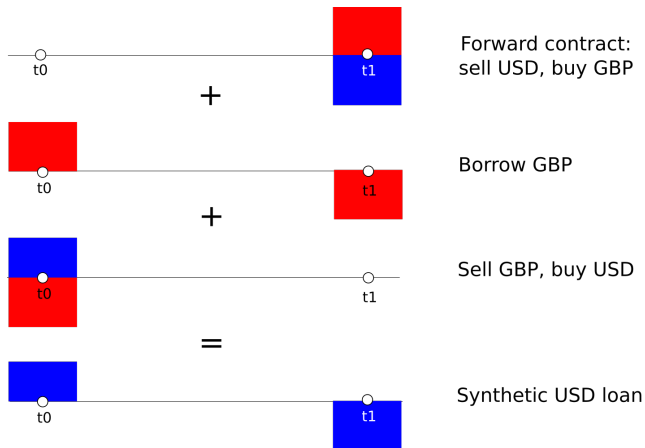 Forward contract:
sell USD, buy GBP
t0
t1
+
Borrow GBP
t0
t1
+
Sell GBP, buy USD
t0
t1
=
Synthetic USD loan
t0
t1